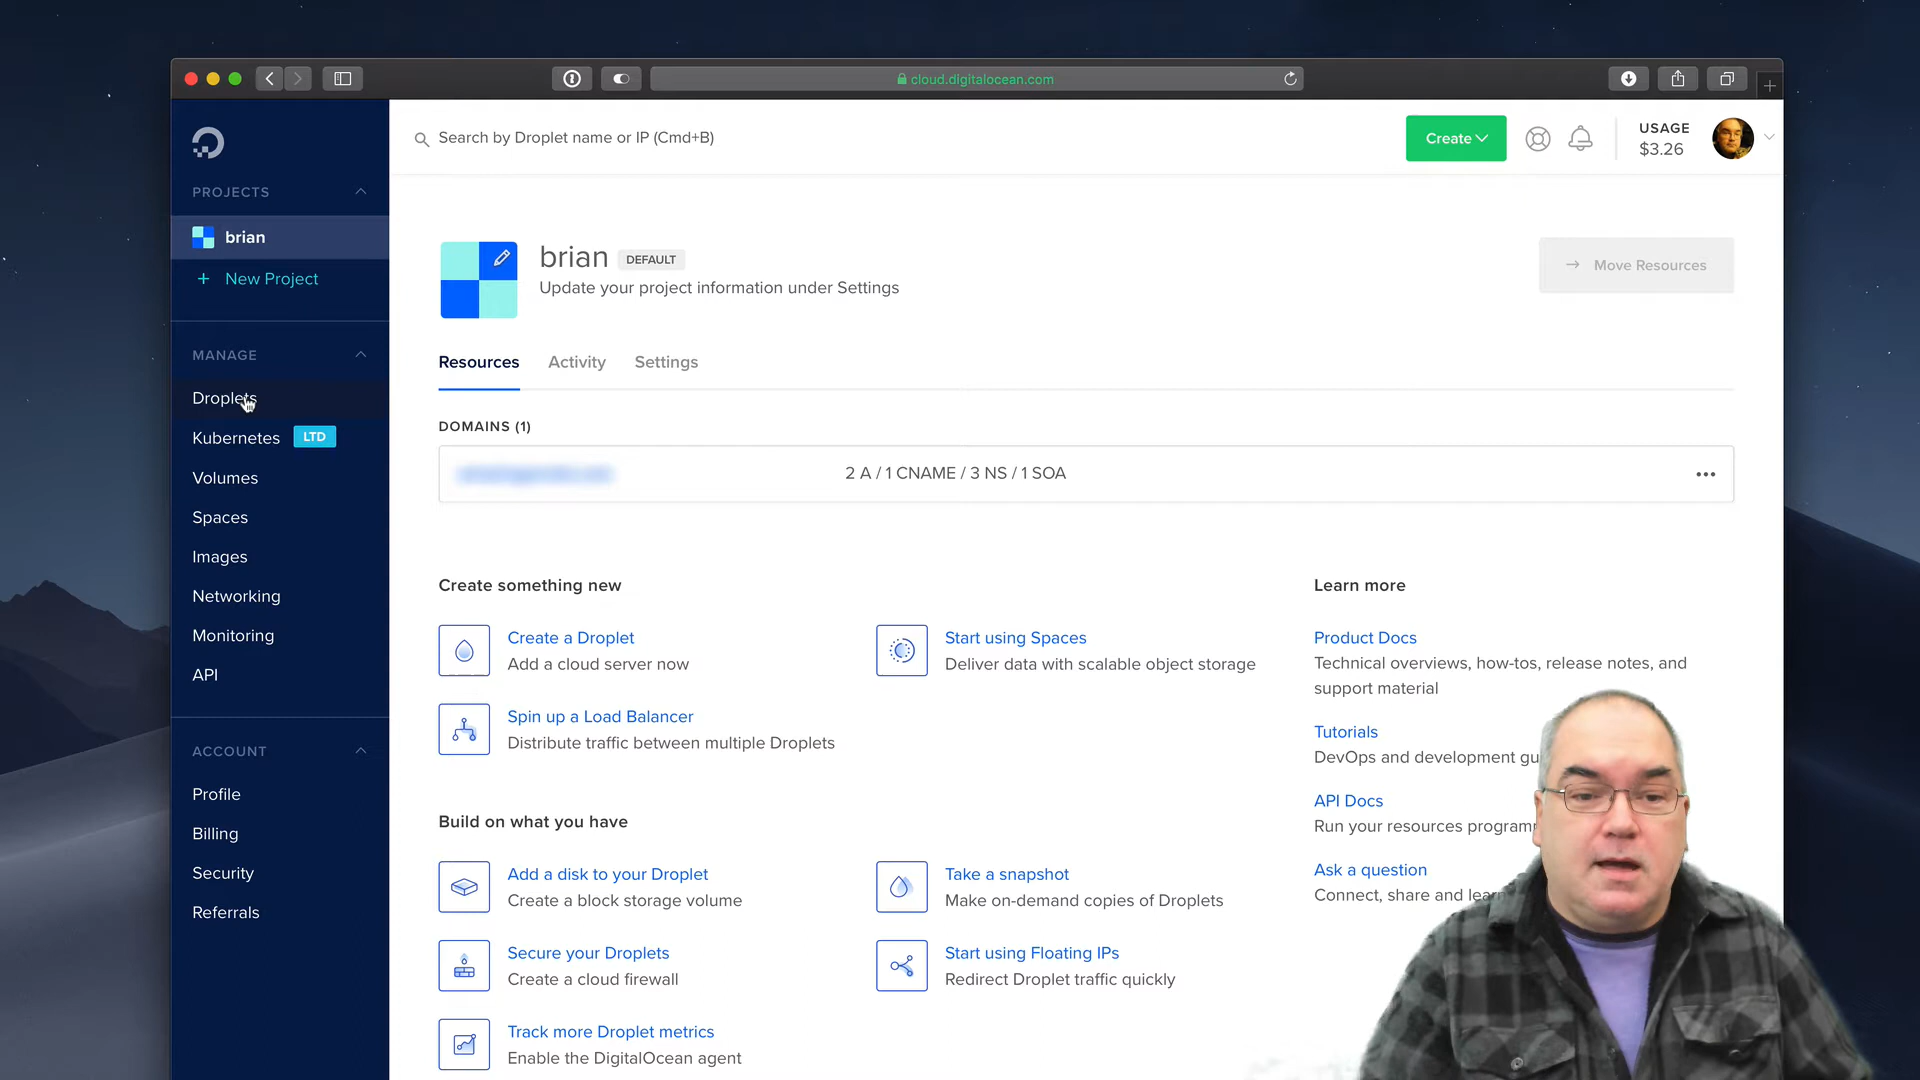 cloud.digitalocean.com
Search by Droplet name or IP (Cmd+B)
Create
USAGE
$3.26
PROJECTS
brian
+ New Project
MANAGE
Droplets
Kubernetes LTD
Volumes
Spaces
Images
Networking
Monitoring
API
ACCOUNT
Profile
Billing
Security
Referrals
brian DEFAULT
Update your project information under Settings
→ Move Resources
Resources Activity Settings
DOMAINS (1)
2 A / 1 CNAME / 3 NS / 1 SOA
Create something new
Create a Droplet
Add a cloud server now
Start using Spaces
Deliver data with scalable object storage
Spin up a Load Balancer
Distribute traffic between multiple Droplets
Build on what you have
Add a disk to your Droplet
Create a block storage volume
Take a snapshot
Make on-demand copies of Droplets
Secure your Droplets
Create a cloud firewall
Start using Floating IPs
Redirect Droplet traffic quickly
Track more Droplet metrics
Enable the DigitalOcean agent
Learn more
Product Docs
Technical overviews, how-tos, release notes, and
support material
Tutorials
DevOps and development gu
API Docs
Run your resources program
Ask a question
Connect, share and lear